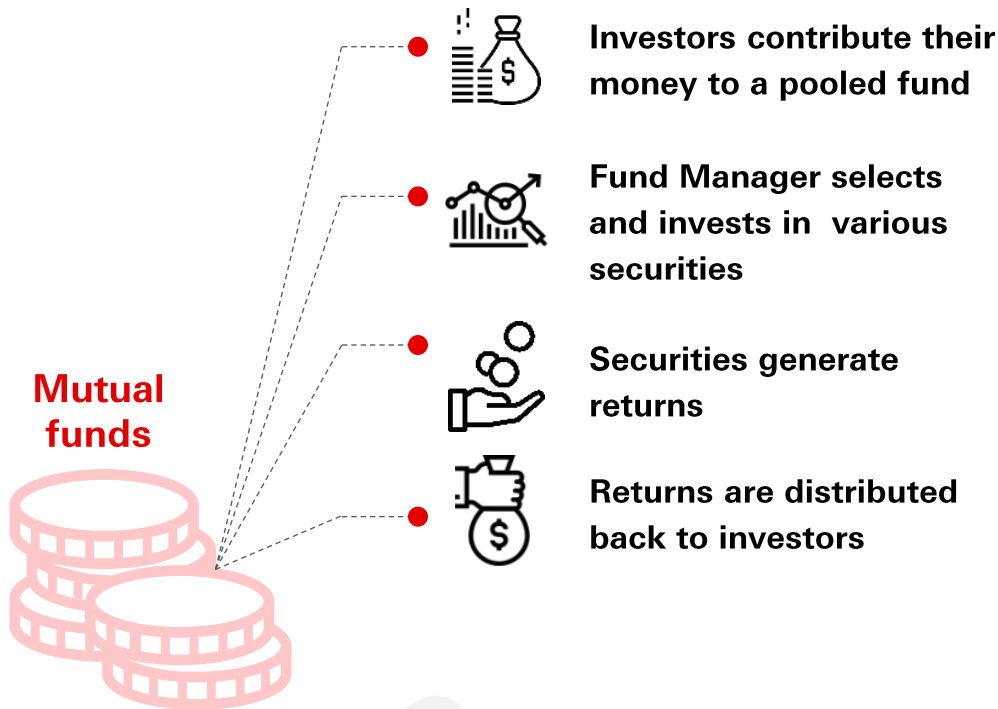 Investors contribute their
money to a pooled fund
Fund Manager selects
and invests in  various
securities
Securities generate
returns
Mutual
funds
Returns are distributed
back to investors
$
$